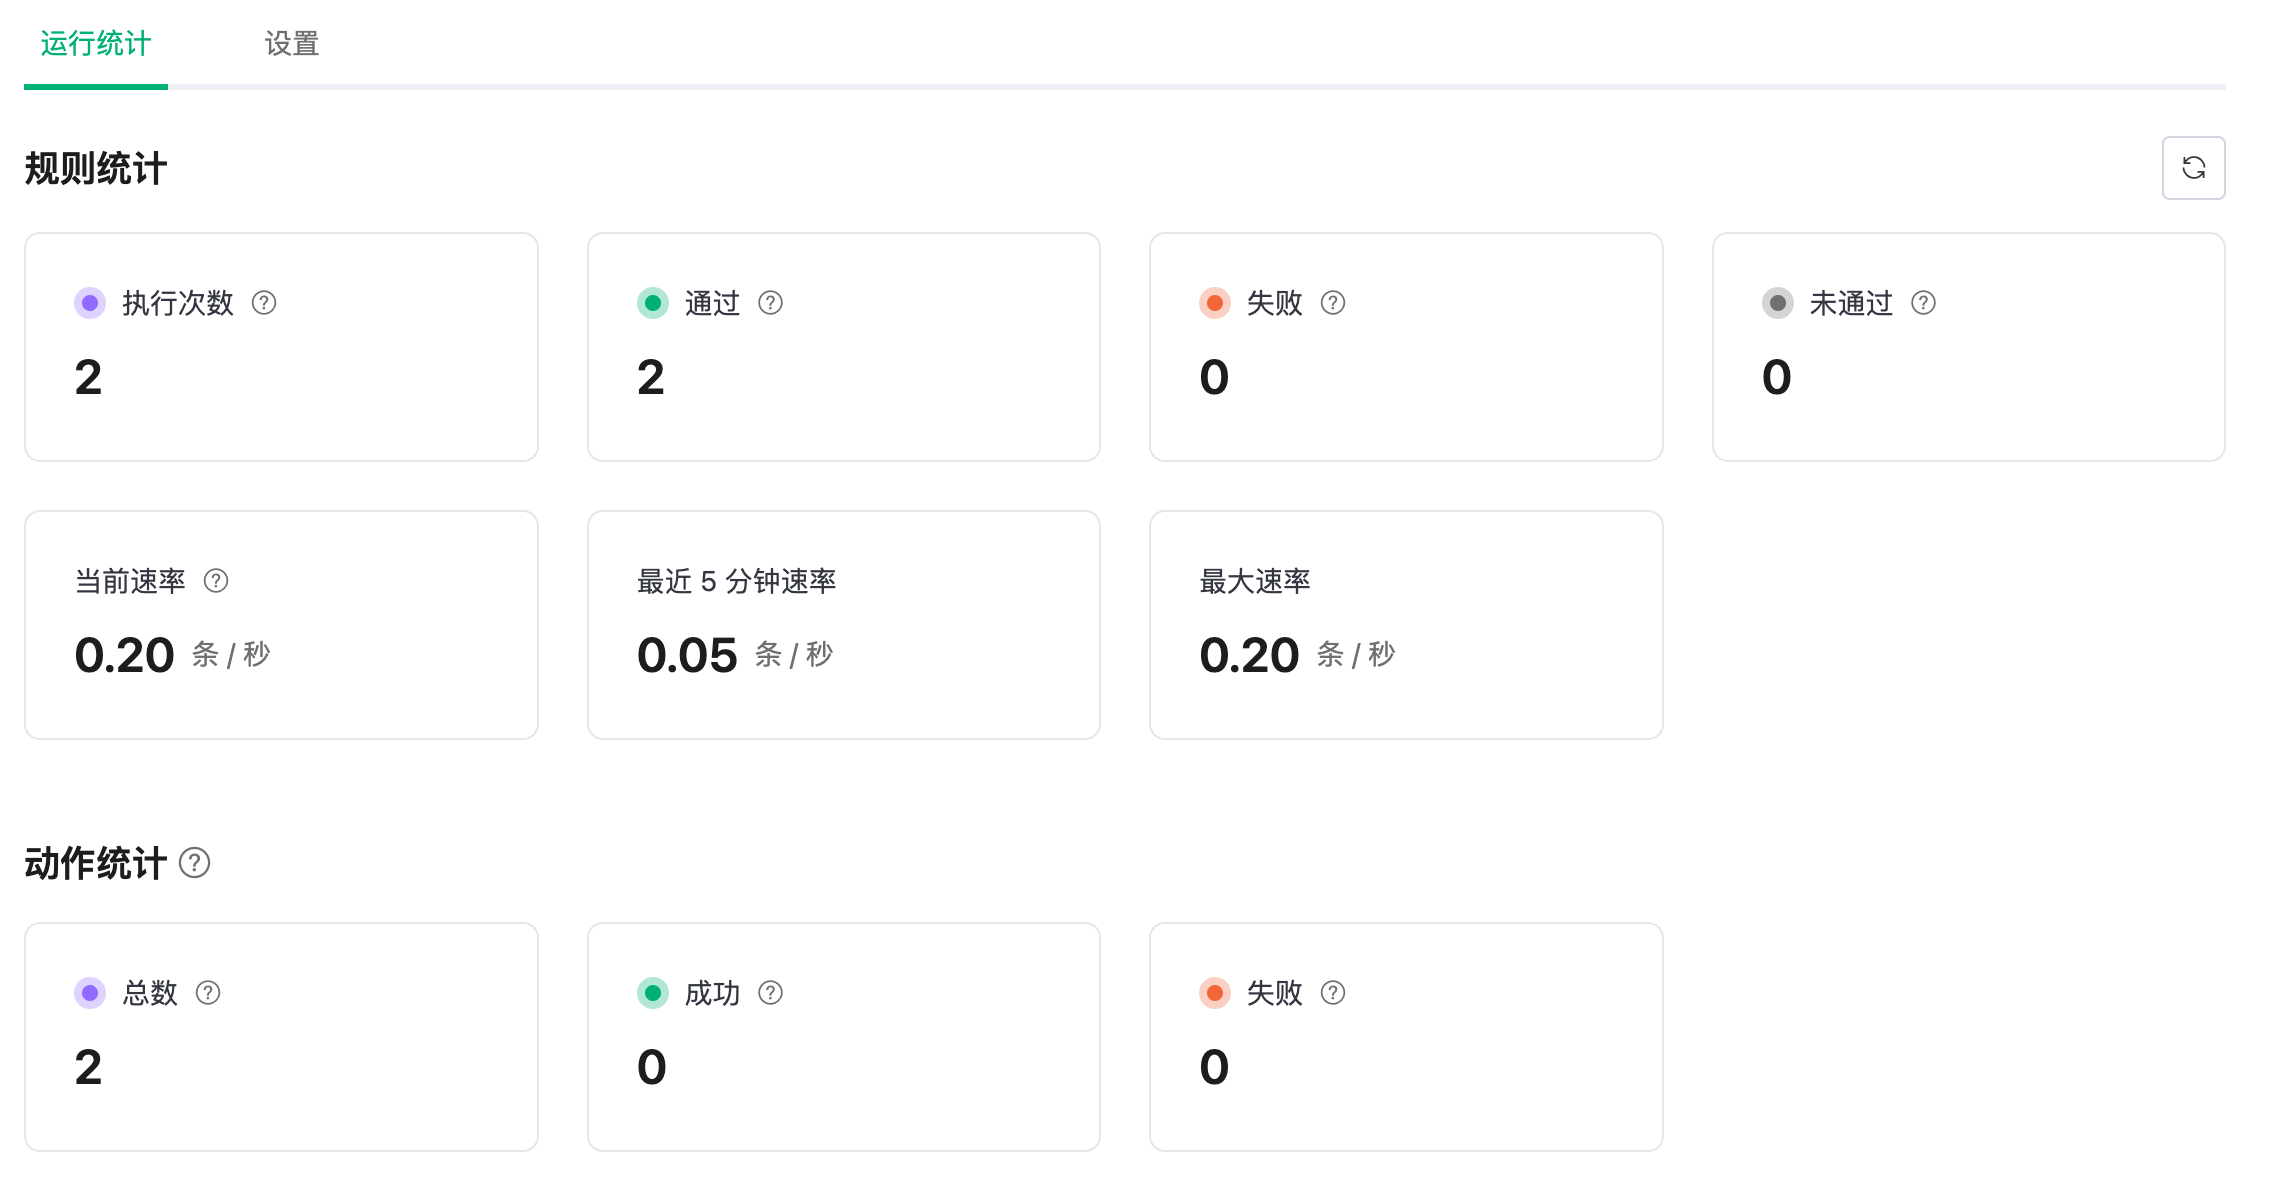 运行统计 设置
规则统计
执行次数 通过 失败 未通过
2 2 0 0
当前速率 最近 5 分钟速率 最大速率
0.20 条 / 秒 0.05 条 / 秒 0.20 条 / 秒
动作统计
总数 成功 失败
2 0 0